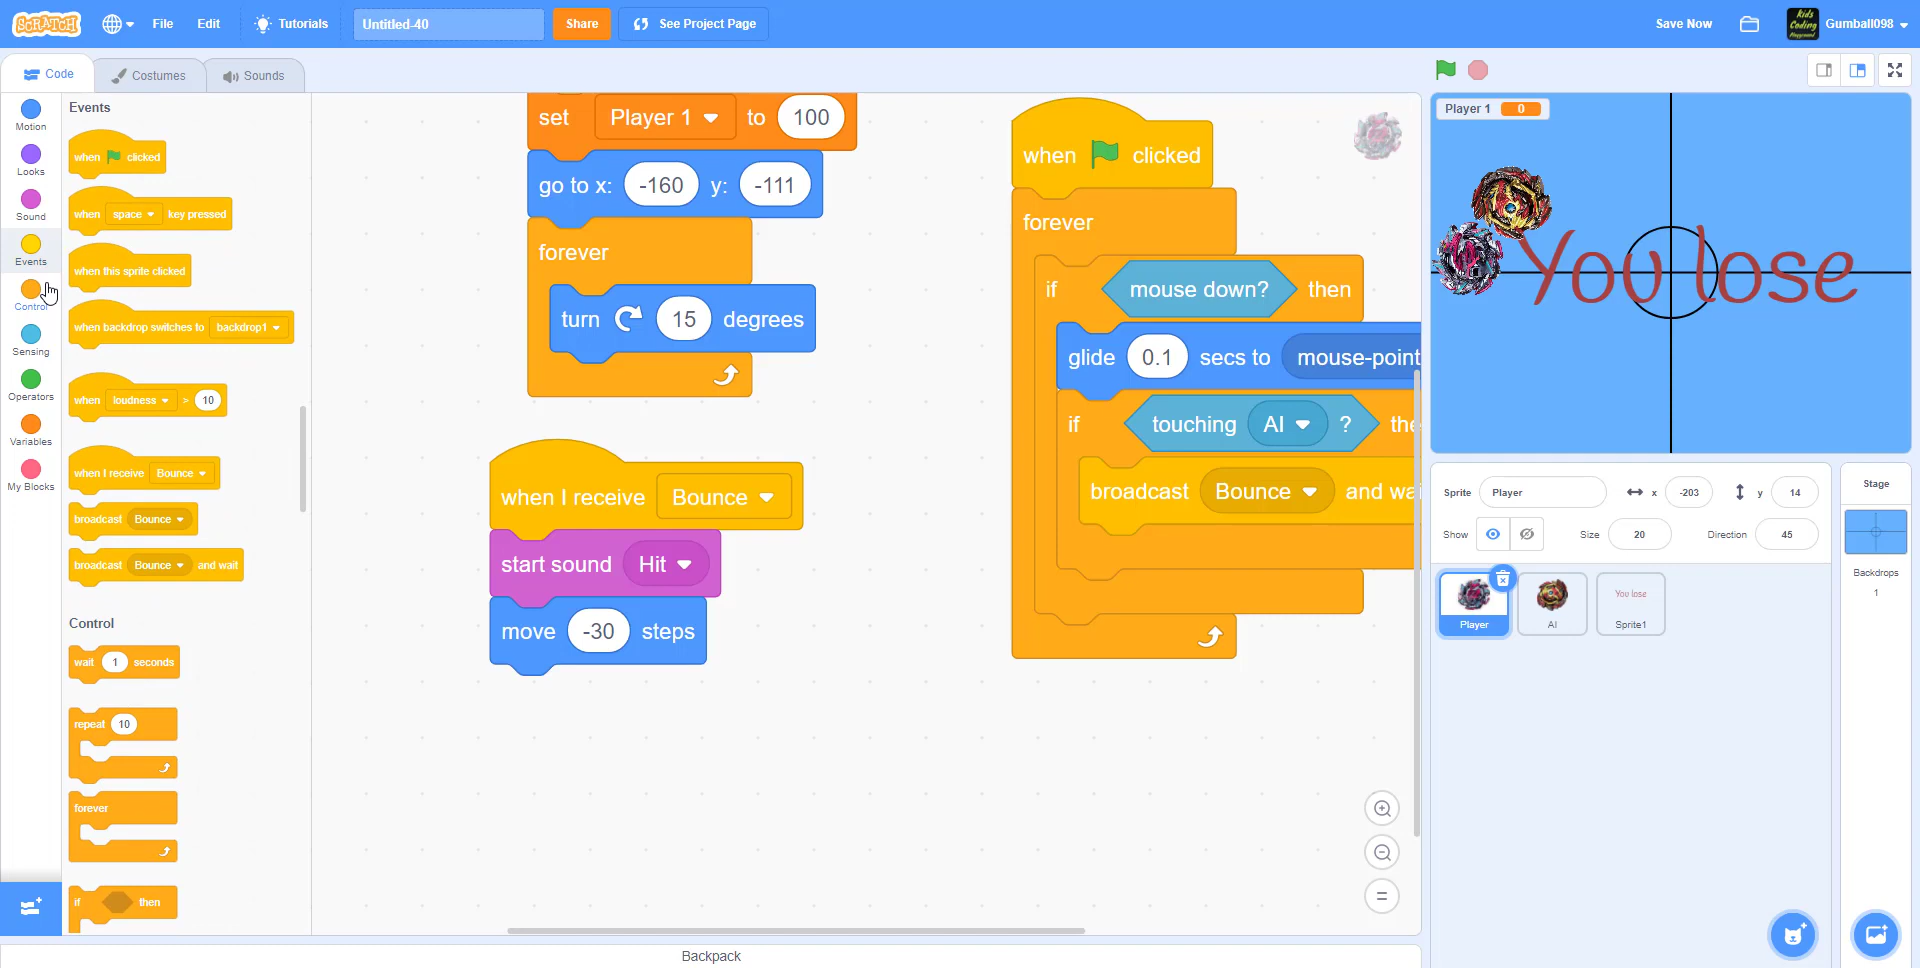 SCRATCH File Edit Tutorials Untitled-40 Share See Project Page Save Now Kids Coding Playground Gumball098
Code Costumes Sounds
Motion
Looks
Sound
Events
Control
Sensing
Operators
Variables
My Blocks
Events
when clicked
when space key pressed
when this sprite clicked
when backdrop switches to backdrop1
when loudness > 10
when I receive Bounce
broadcast Bounce
broadcast Bounce and wait
Control
wait 1 seconds
repeat 10
forever
if then
set Player 1 to 100
go to x: -160 y: -111
forever
turn 15 degrees
when I receive Bounce
start sound Hit
move -30 steps
when clicked
forever
if mouse down? then
glide 0.1 secs to mouse-point
if touching AI ? the
broadcast Bounce and wai
Backpack
Player 1 0
You lose
Sprite Player x -203 y 14
Show Size 20 Direction 45
Player
AI
You lose
Sprite1
Stage
Backdrops
1